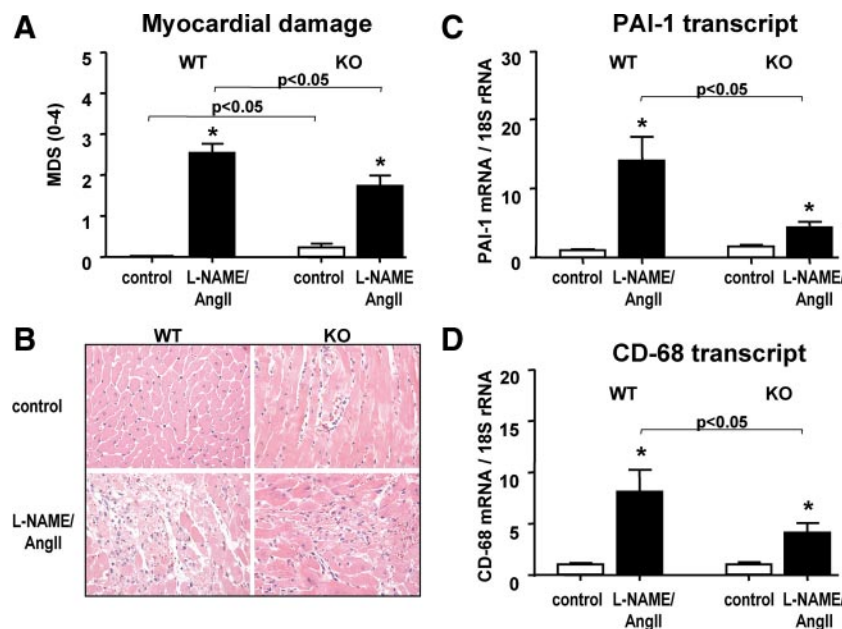 A
Myocardial damage
WT
KO
p<0.05
p<0.05
MDS (0-4)
5
4
3
2
1
0
*
*
control
L-NAME/
AngII
control
L-NAME
AngII
B
WT
KO
control
L-NAME/
AngII
C
PAI-1 transcript
WT
KO
p<0.05
PAI-1 mRNA / 18S rRNA
30
20
10
0
*
*
control
L-NAME/
AngII
control
L-NAME/
AngII
D
CD-68 transcript
WT
KO
p<0.05
CD-68 mRNA / 18S rRNA
20
15
10
5
0
*
*
control
L-NAME/
AngII
control
L-NAME/
AngII